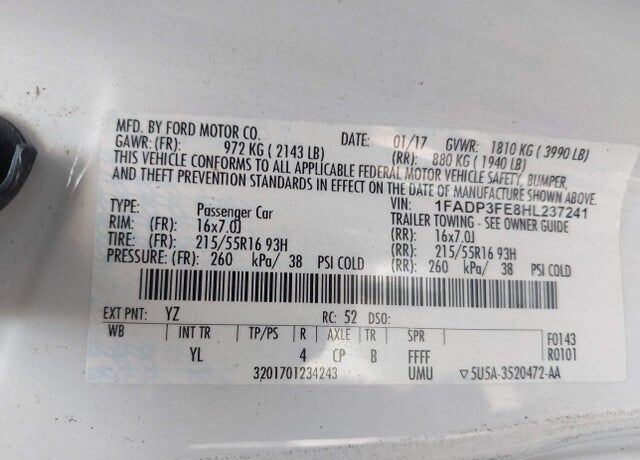 MFD. BY FORD MOTOR CO. DATE: 01/17 GVWR: 1810 KG ( 3990 LB)
GAWR: (FR): 972 KG ( 2143 LB) (RR): 880 KG ( 1940 LB)
THIS VEHICLE CONFORMS TO ALL APPLICABLE FEDERAL MOTOR VEHICLE SAFETY, BUMPER,
AND THEFT PREVENTION STANDARDS IN EFFECT ON THE DATE OF MANUFACTURE SHOWN ABOVE.
VIN: 1FADP3FE8HL237241
TYPE: Passenger Car TRAILER TOWING - SEE OWNER GUIDE
RIM: (FR): 16x7.0J (RR): 16x7.0J
TIRE: (FR): 215/55R16 93H (RR): 215/55R16 93H
PRESSURE: (FR): 260 kPa/ 38 PSI COLD (RR): 260 kPa/ 38 PSI COLD
EXT PNT: YZ RC: 52 DSO:
WB | INT TR | TP/PS | R | AXLE | TR | SPR F0143
YL 4 CP B FFFF R0101
3201701234243 UMU ▽5U5A-3520472-AA